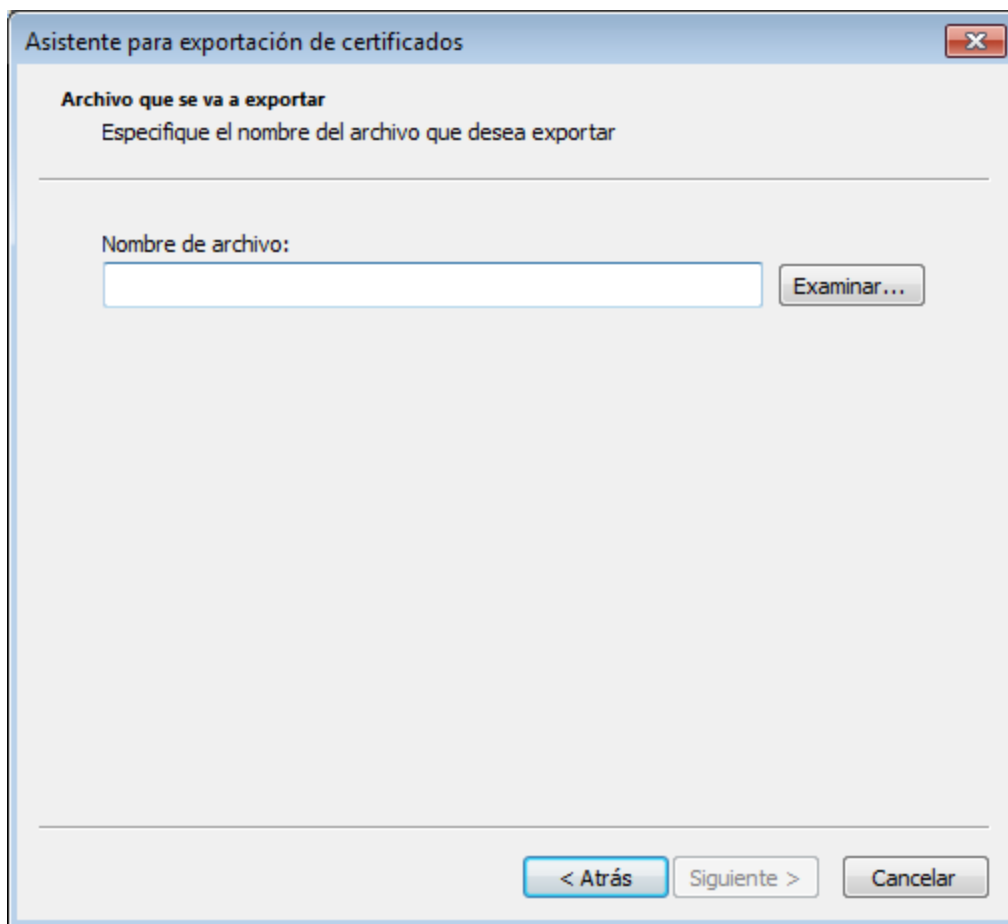 Asistente para exportación de certificados
Archivo que se va a exportar
Especifique el nombre del archivo que desea exportar
Nombre de archivo:
Examinar...
< Atrás Siguiente > Cancelar